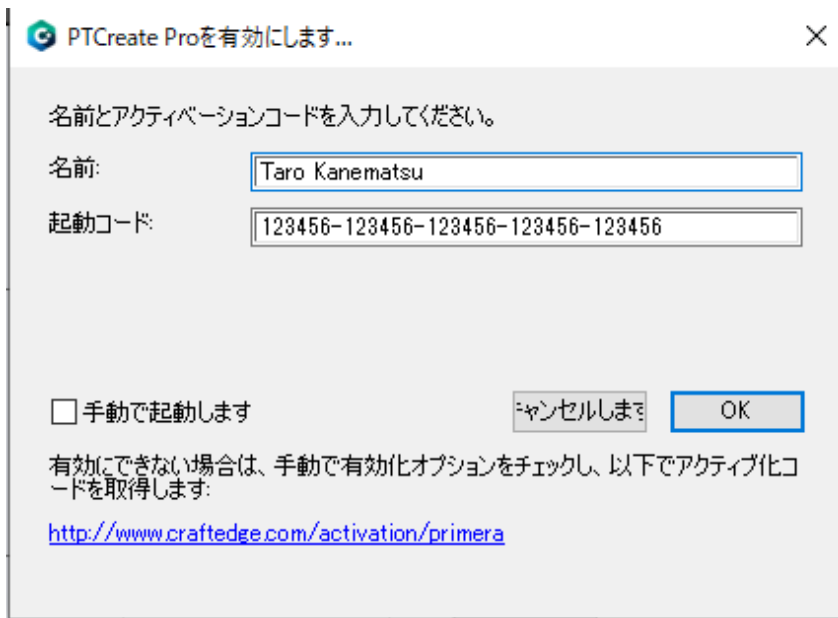 PTCreate Proを有効にします...
名前とアクティベーションコードを入力してください。
名前: Taro Kanematsu
起動コード: 123456-123456-123456-123456-123456
手動で起動します キャンセルします OK
有効にできない場合は、手動で有効化オプションをチェックし、以下でアクティブ化コ
ードを取得します:
http://www.craftedge.com/activation/primera